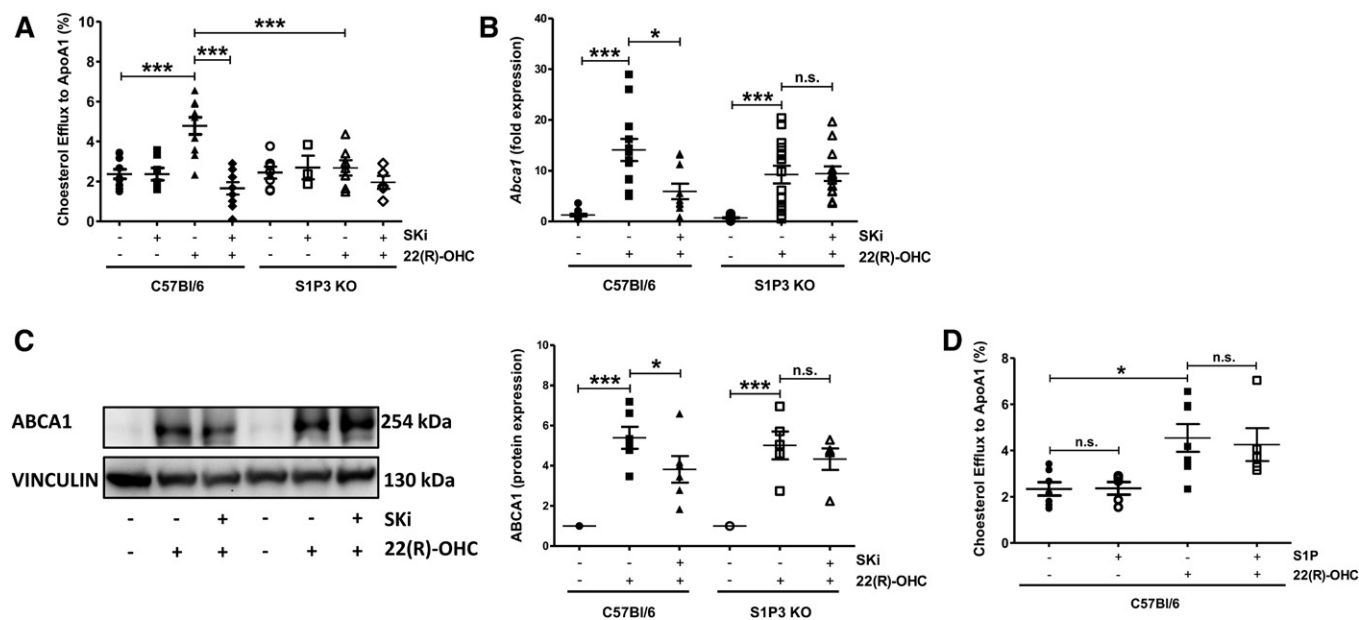 A
Choesterol Efflux to ApoA1 (%)
10
8
6
4
2
0
***
***
***
- + - + - + - + SKi
- - + + - - + + 22(R)-OHC
C57Bl/6 S1P3 KO
B
Abca1 (fold expression)
40
30
20
10
0
***
*
***
n.s.
- - + - - + SKi
- + + - + + 22(R)-OHC
C57Bl/6 S1P3 KO
C
ABCA1 254 kDa
VINCULIN 130 kDa
- - + - - + SKi
- + + - + + 22(R)-OHC
ABCA1 (protein expression)
10
8
6
4
2
0
***
*
***
n.s.
- - + - - + SKi
- + + - + + 22(R)-OHC
C57Bl/6 S1P3 KO
D
Choesterol Efflux to ApoA1 (%)
8
6
4
2
0
*
n.s.
n.s.
- + - + S1P
- - + + 22(R)-OHC
C57Bl/6